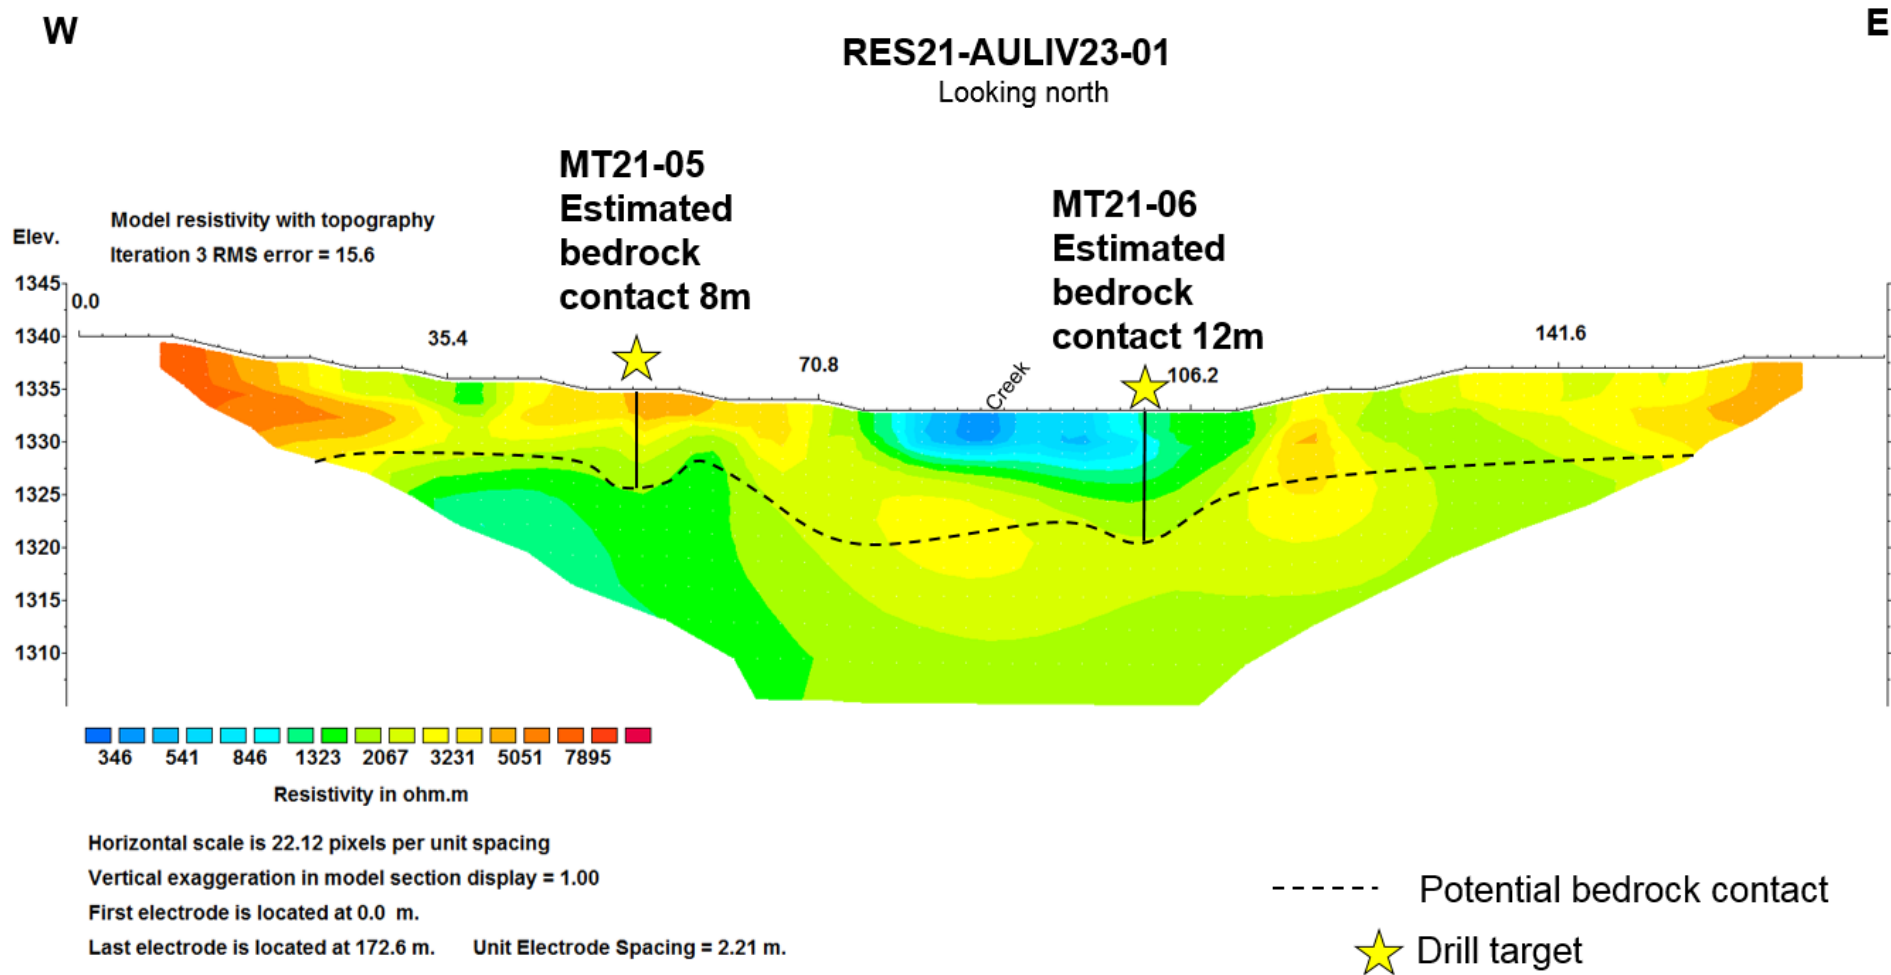 W
E
RES21-AULIV23-01
Looking north
MT21-05
Estimated
bedrock
contact 8m
MT21-06
Estimated
bedrock
contact 12m
Model resistivity with topography
Iteration 3 RMS error = 15.6
Elev.
1345
1340
1335
1330
1325
1320
1315
1310
0.0
35.4
70.8
Creek
106.2
141.6
346 541 846 1323 2067 3231 5051 7895
Resistivity in ohm.m
Horizontal scale is 22.12 pixels per unit spacing
Vertical exaggeration in model section display = 1.00
First electrode is located at 0.0 m.
Last electrode is located at 172.6 m. Unit Electrode Spacing = 2.21 m.
Potential bedrock contact
Drill target